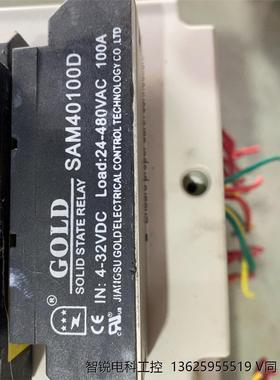 GOLD
SOLID STATE RELAY
SAM40100D
IN: 4-32VDC Load:24-480VAC 100A
JIANGSU GOLD ELECTRICAL CONTROL TECHNOLOGY CO LTD
智锐电科工控 13625955519 V同